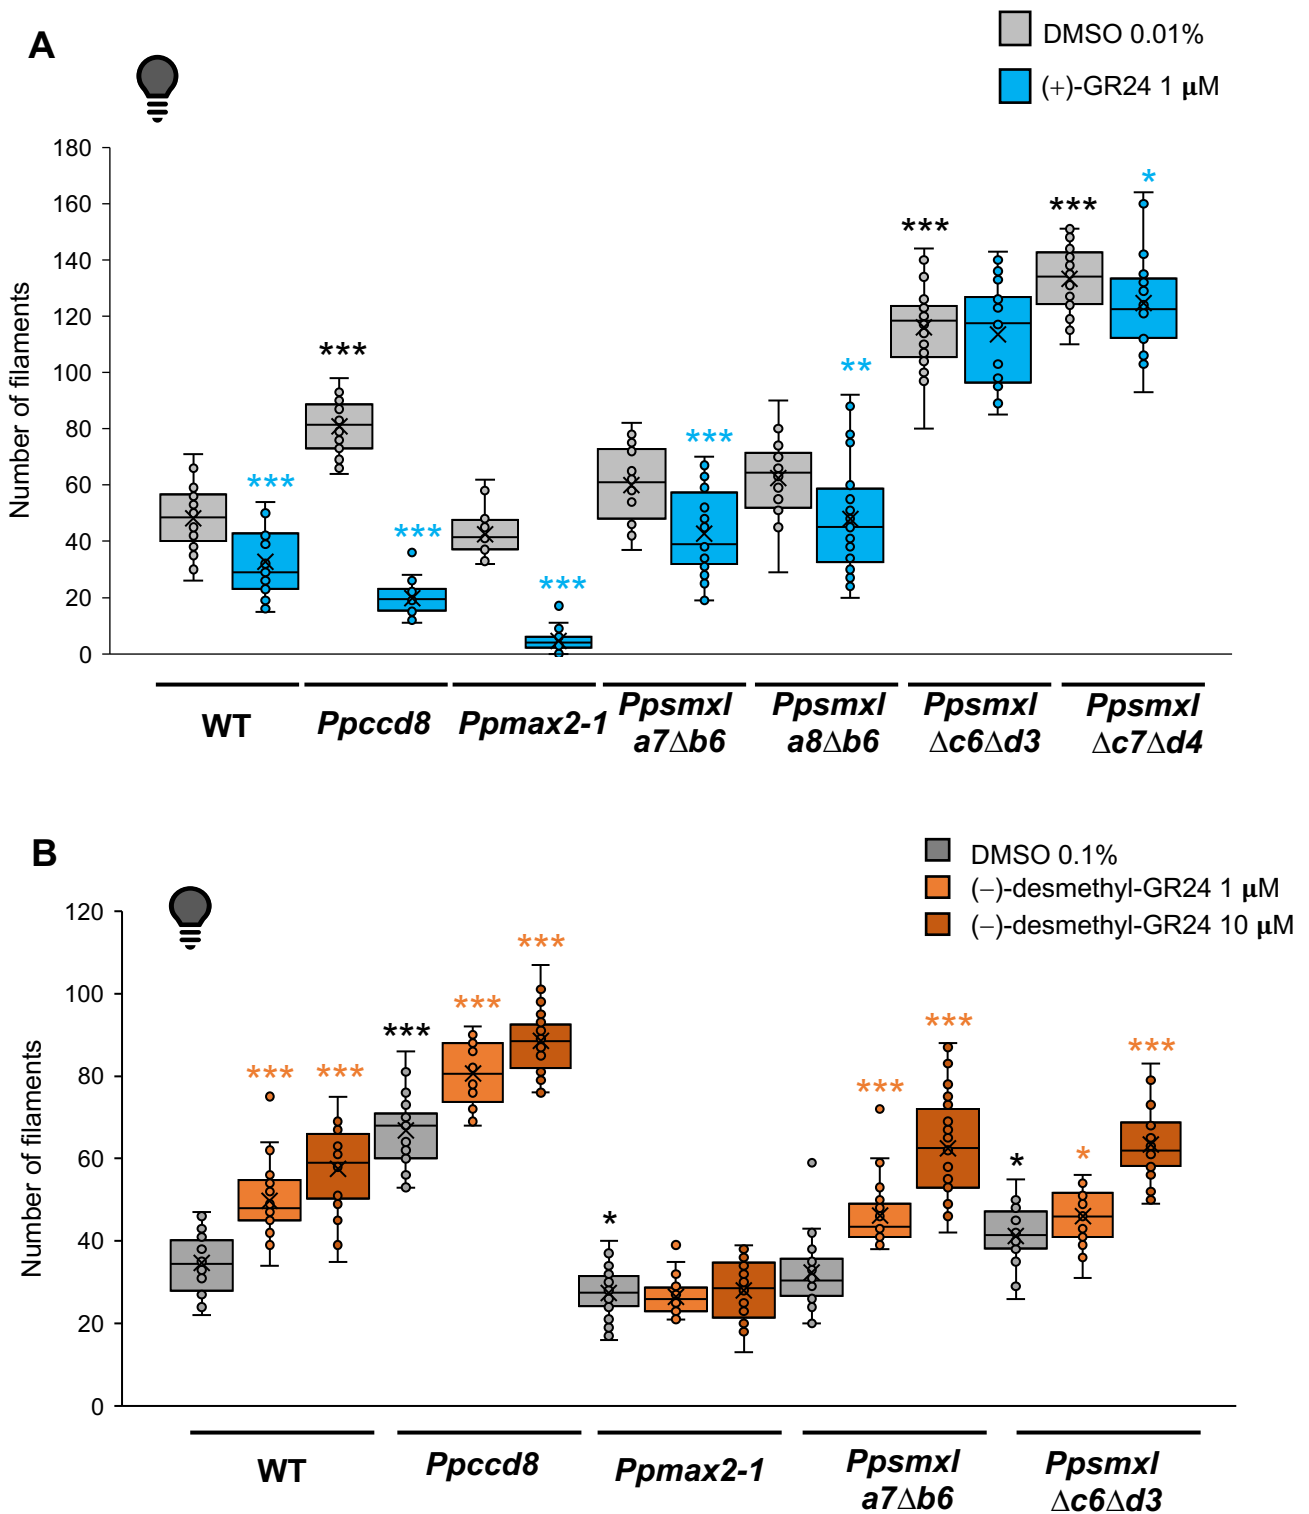 A
DMSO 0.01%
(+)-GR24 1 μM
180
160
140
120
100
80
60
40
20
0
Number of filaments
***
***
***
***
***
**
***
***
*
WT
Ppccd8
Ppmax2-1
Ppsmxl
a7Δb6
Ppsmxl
a8Δb6
Ppsmxl
Δc6Δd3
Ppsmxl
Δc7Δd4
B
DMSO 0.1%
(−)-desmethyl-GR24 1 μM
(−)-desmethyl-GR24 10 μM
120
100
80
60
40
20
0
Number of filaments
***
***
***
***
***
*
***
***
*
*
***
WT
Ppccd8
Ppmax2-1
Ppsmxl
a7Δb6
Ppsmxl
Δc6Δd3